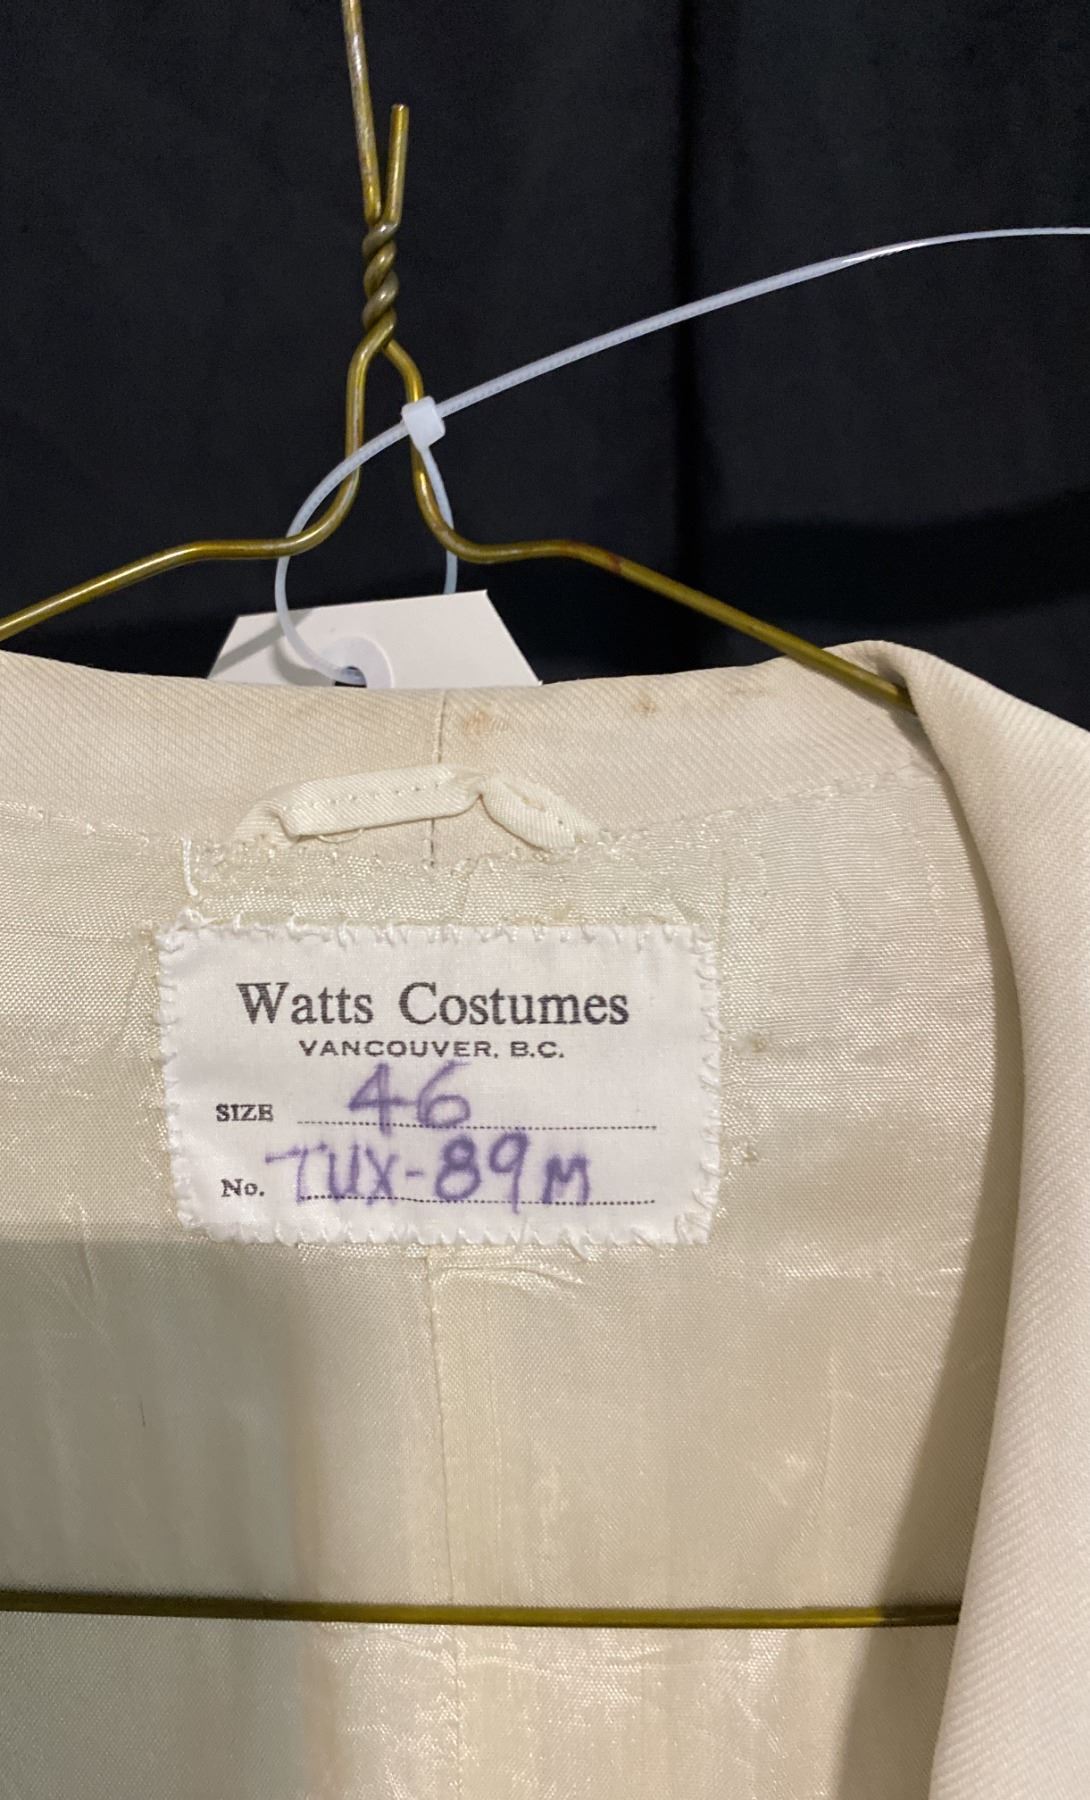 Watts Costumes
VANCOUVER, B.C.
SIZE 46
No. TUX-89M